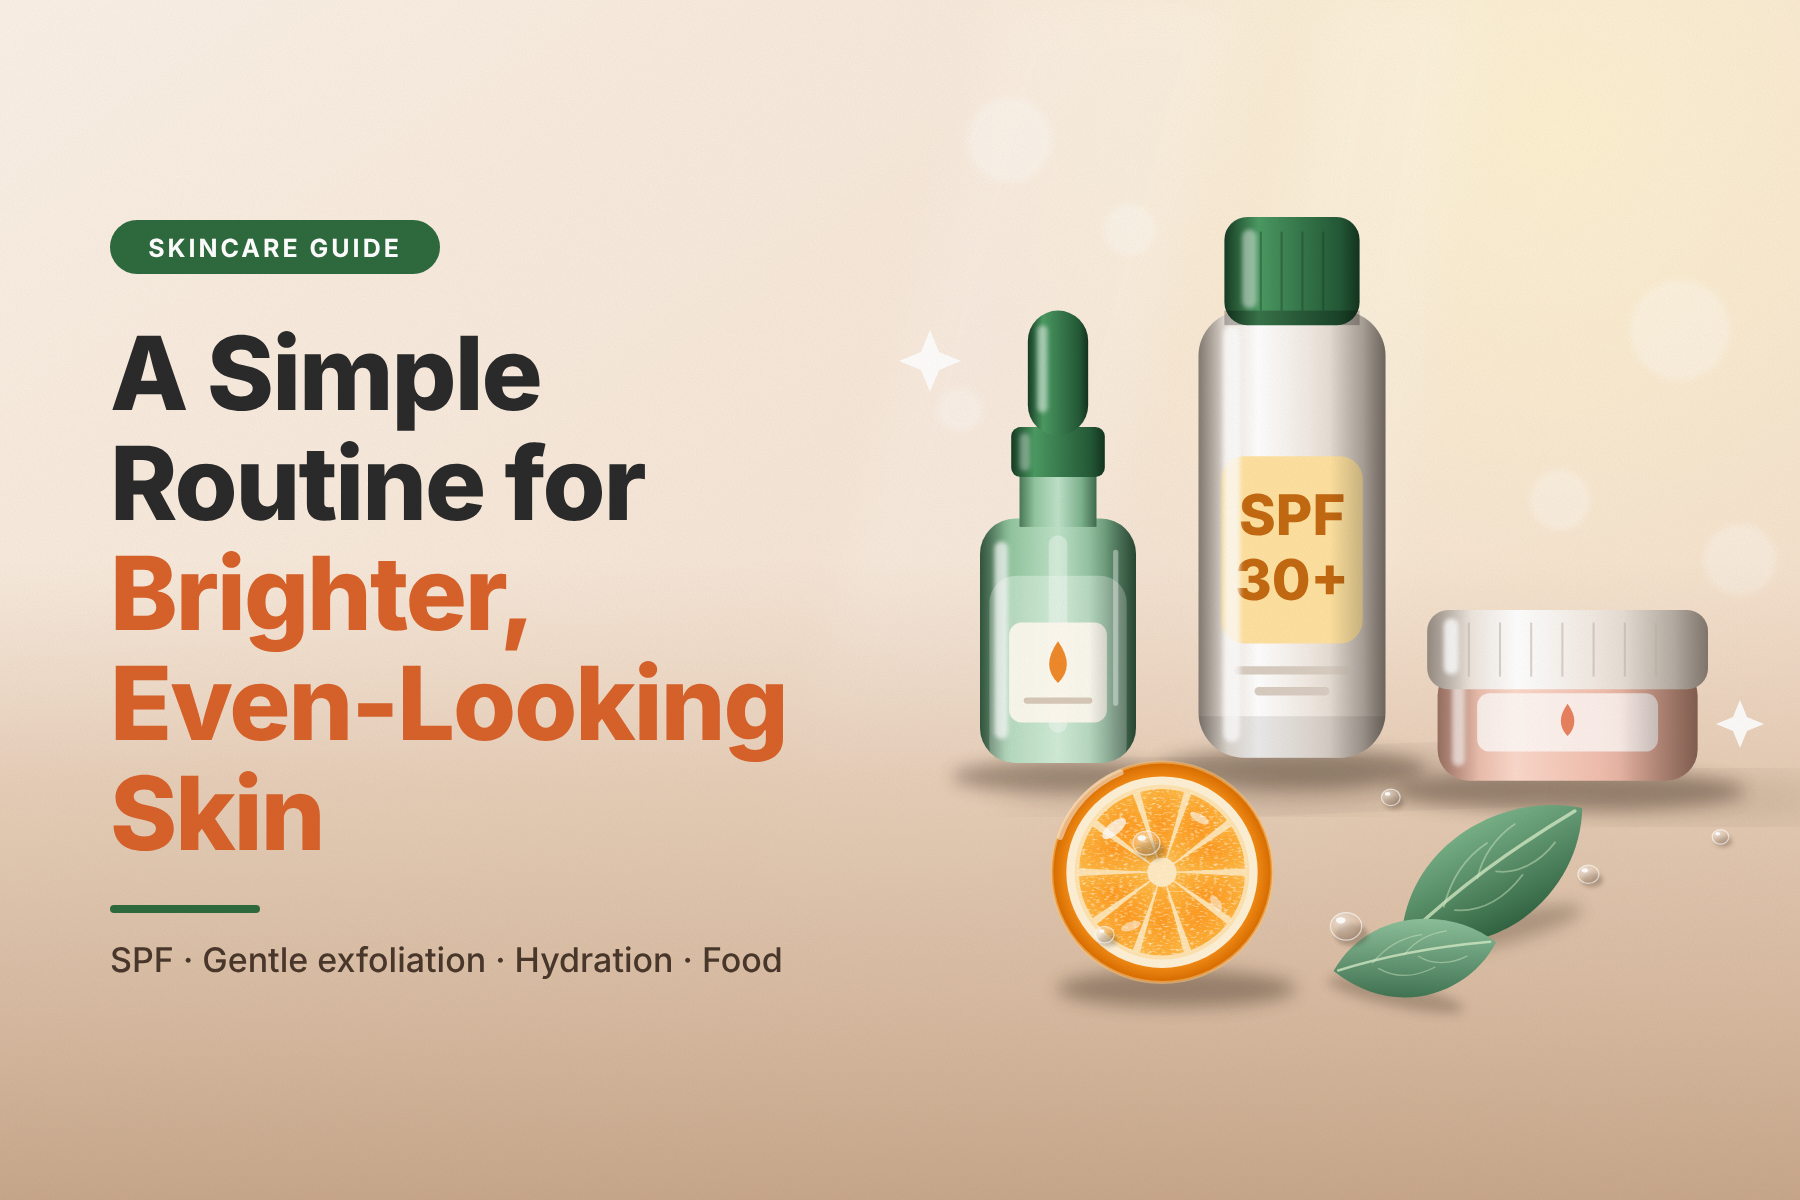 SKINCARE GUIDE
A Simple
Routine for
Brighter,
Even-Looking
Skin
SPF · Gentle exfoliation · Hydration · Food
SPF
30+